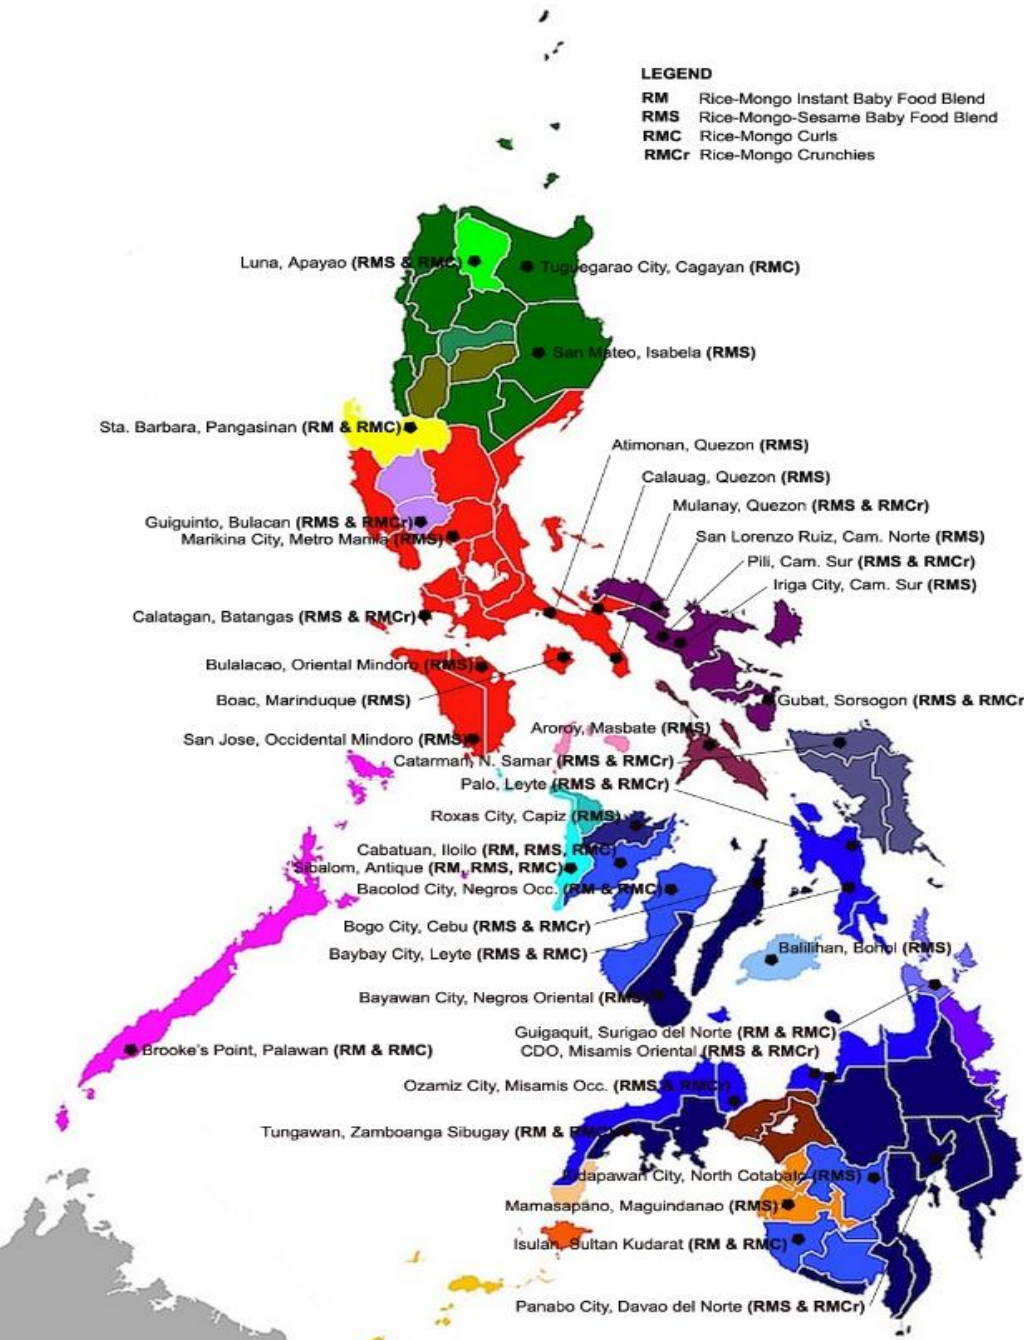 LEGEND
RM Rice-Mongo Instant Baby Food Blend
RMS Rice-Mongo-Sesame Baby Food Blend
RMC Rice-Mongo Curls
RMCr Rice-Mongo Crunchies
Luna, Apayao (RMS & RMC)
Tuguegarao City, Cagayan (RMC)
San Mateo, Isabela (RMS)
Sta. Barbara, Pangasinan (RM & RMC)
Atimonan, Quezon (RMS)
Calauag, Quezon (RMS)
Mulanay, Quezon (RMS & RMCr)
Guiguinto, Bulacan (RMS & RMCr)
San Lorenzo Ruiz, Cam. Norte (RMS)
Marikina City, Metro Manila (RMS)
Pili, Cam. Sur (RMS & RMCr)
Iriga City, Cam. Sur (RMS)
Calatagan, Batangas (RMS & RMCr)
Bulalacao, Oriental Mindoro (RMS)
Boac, Marinduque (RMS)
Gubat, Sorsogon (RMS & RMCr
Aroroy, Masbate (RMS)
San Jose, Occidental Mindoro (RMS)
Catarman, N. Samar (RMS & RMCr)
Palo, Leyte (RMS & RMCr)
Roxas City, Capiz (RMS)
Cabatuan, Iloilo (RM, RMS, RMC)
Sibalom, Antique (RM, RMS, RMC)
Bacolod City, Negros Occ. (RM & RMC)
Bogo City, Cebu (RMS & RMCr)
Balilihan, Bohol (RMS)
Baybay City, Leyte (RMS & RMC)
Bayawan City, Negros Oriental (RMS)
Guigaquit, Surigao del Norte (RM & RMC)
Brooke's Point, Palawan (RM & RMC)
CDO, Misamis Oriental (RMS & RMCr)
Ozamiz City, Misamis Occ. (RMS & RMCr)
Tungawan, Zamboanga Sibugay (RM & RMC)
Kidapawan City, North Cotabato (RMS)
Mamasapano, Maguindanao (RMS)
Isulan, Sultan Kudarat (RM & RMC)
Panabo City, Davao del Norte (RMS & RMCr)